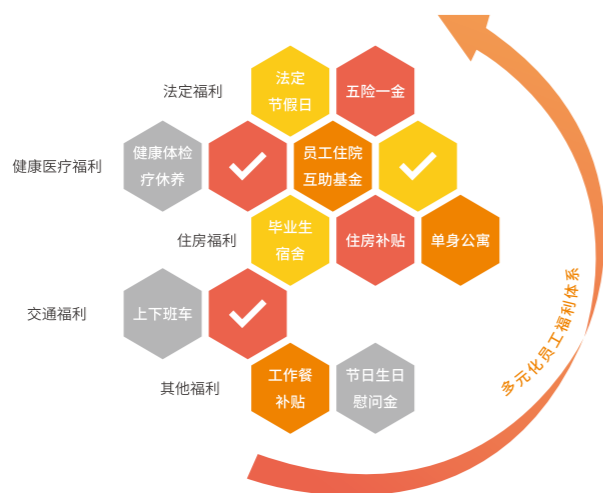 法定福利
法定
节假日
五险一金
健康医疗福利
健康体检
疗休养
员工住院
互助基金
住房福利
毕业生
宿舍
住房补贴
单身公寓
交通福利
上下班车
其他福利
工作餐
补贴
节日生日
慰问金
多元化员工福利体系